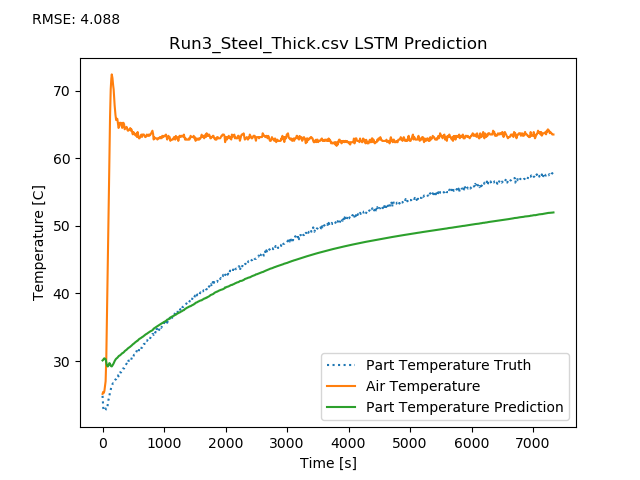 RMSE: 4.088
Run3_Steel_Thick.csv LSTM Prediction
Temperature [C]
70
60
50
40
30
Part Temperature Truth
Air Temperature
Part Temperature Prediction
0 1000 2000 3000 4000 5000 6000 7000
Time [s]